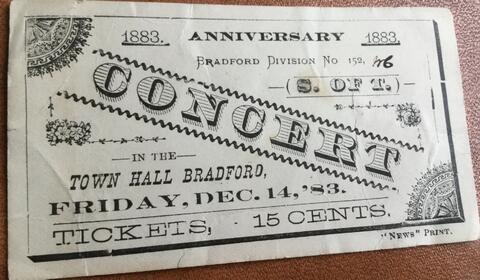 1883. ANNIVERSARY 1883.
BRADFORD DIVISION No 152,
(S. OF T.)
CONCERT
IN THE
TOWN HALL BRADFORD,
FRIDAY, DEC. 14, '83.
TICKETS, 15 CENTS.
"NEWS" PRINT.